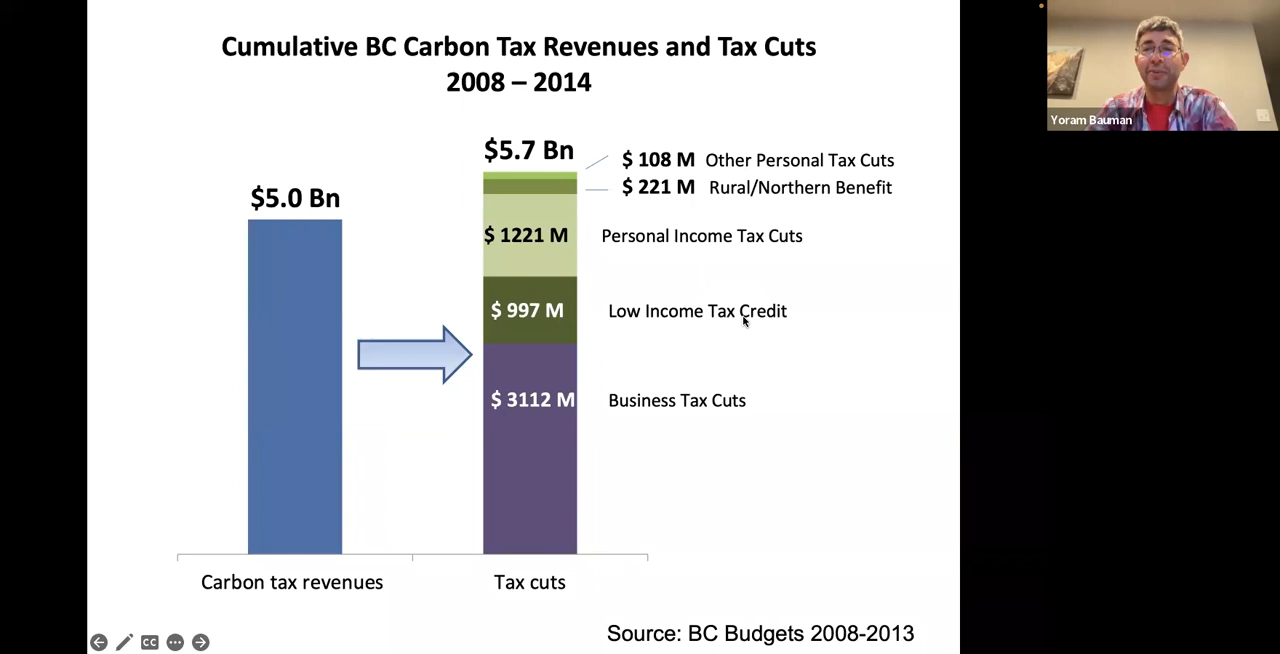 Cumulative BC Carbon Tax Revenues and Tax Cuts
2008 – 2014
Yoram Bauman
$5.7 Bn
$ 108 M Other Personal Tax Cuts
$ 221 M Rural/Northern Benefit
$5.0 Bn
$ 1221 M Personal Income Tax Cuts
$ 997 M Low Income Tax Credit
$ 3112 M Business Tax Cuts
Carbon tax revenues
Tax cuts
Source: BC Budgets 2008-2013
CC